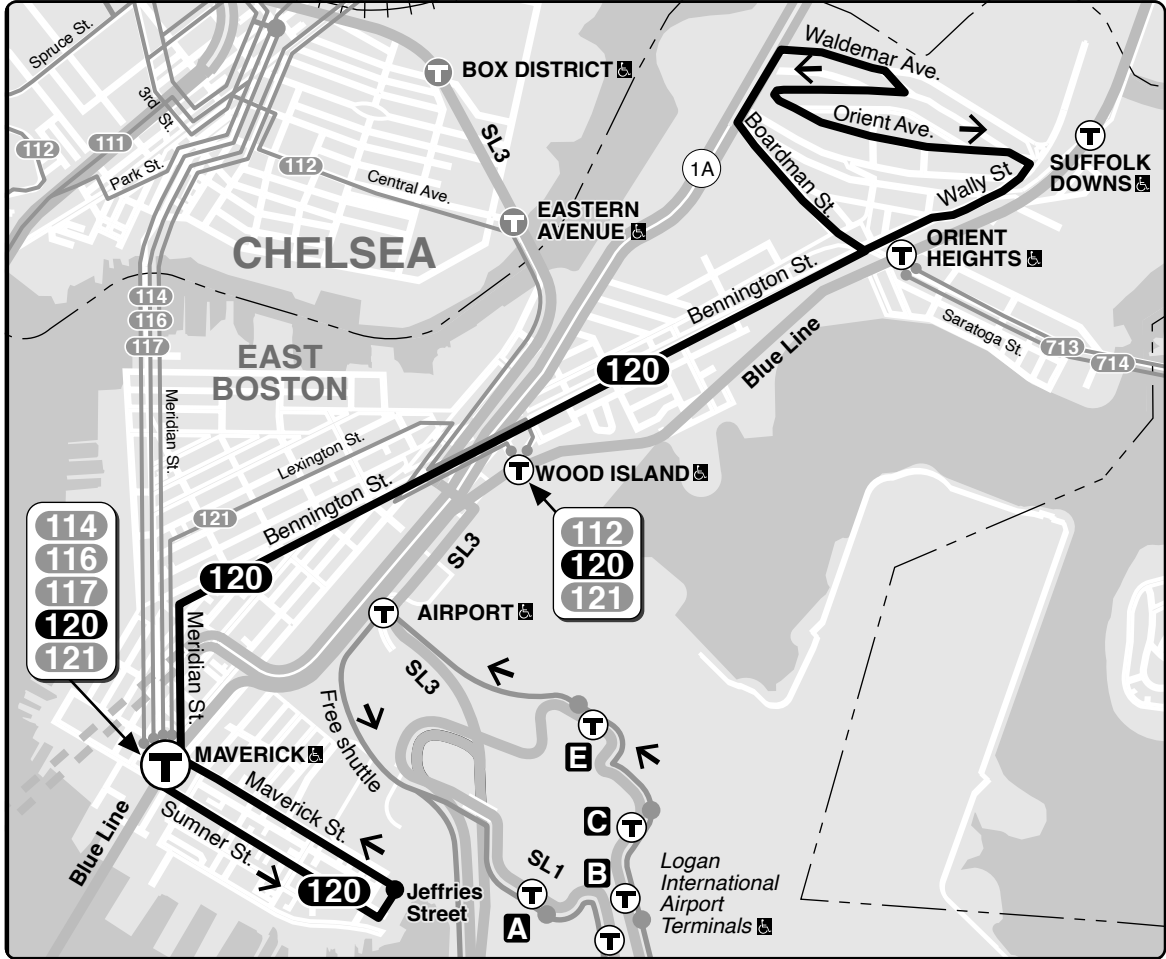 Waldemar Ave.
Spruce St.
BOX DISTRICT
3rd St.
Orient Ave.
Boardman St.
SL3
112
111
112
1A
SUFFOLK
DOWNS
Park St.
Central Ave.
Wally St
EASTERN
AVENUE
CHELSEA
ORIENT
HEIGHTS
Bennington St.
114
116
117
Saratoga St.
713
714
EAST
BOSTON
Blue Line
120
Meridian St.
Lexington St.
WOOD ISLAND
Bennington St.
121
114
116
117
120
121
112
120
121
SL3
120
AIRPORT
Meridian St.
SL3
Free shuttle
MAVERICK
E
Maverick St.
Sumner St.
Blue Line
C
SL1
B
Logan
International
Airport
Terminals
120
Jeffries
Street
A
T
T
T
T
T
T
T
T
T
T
T
T
T